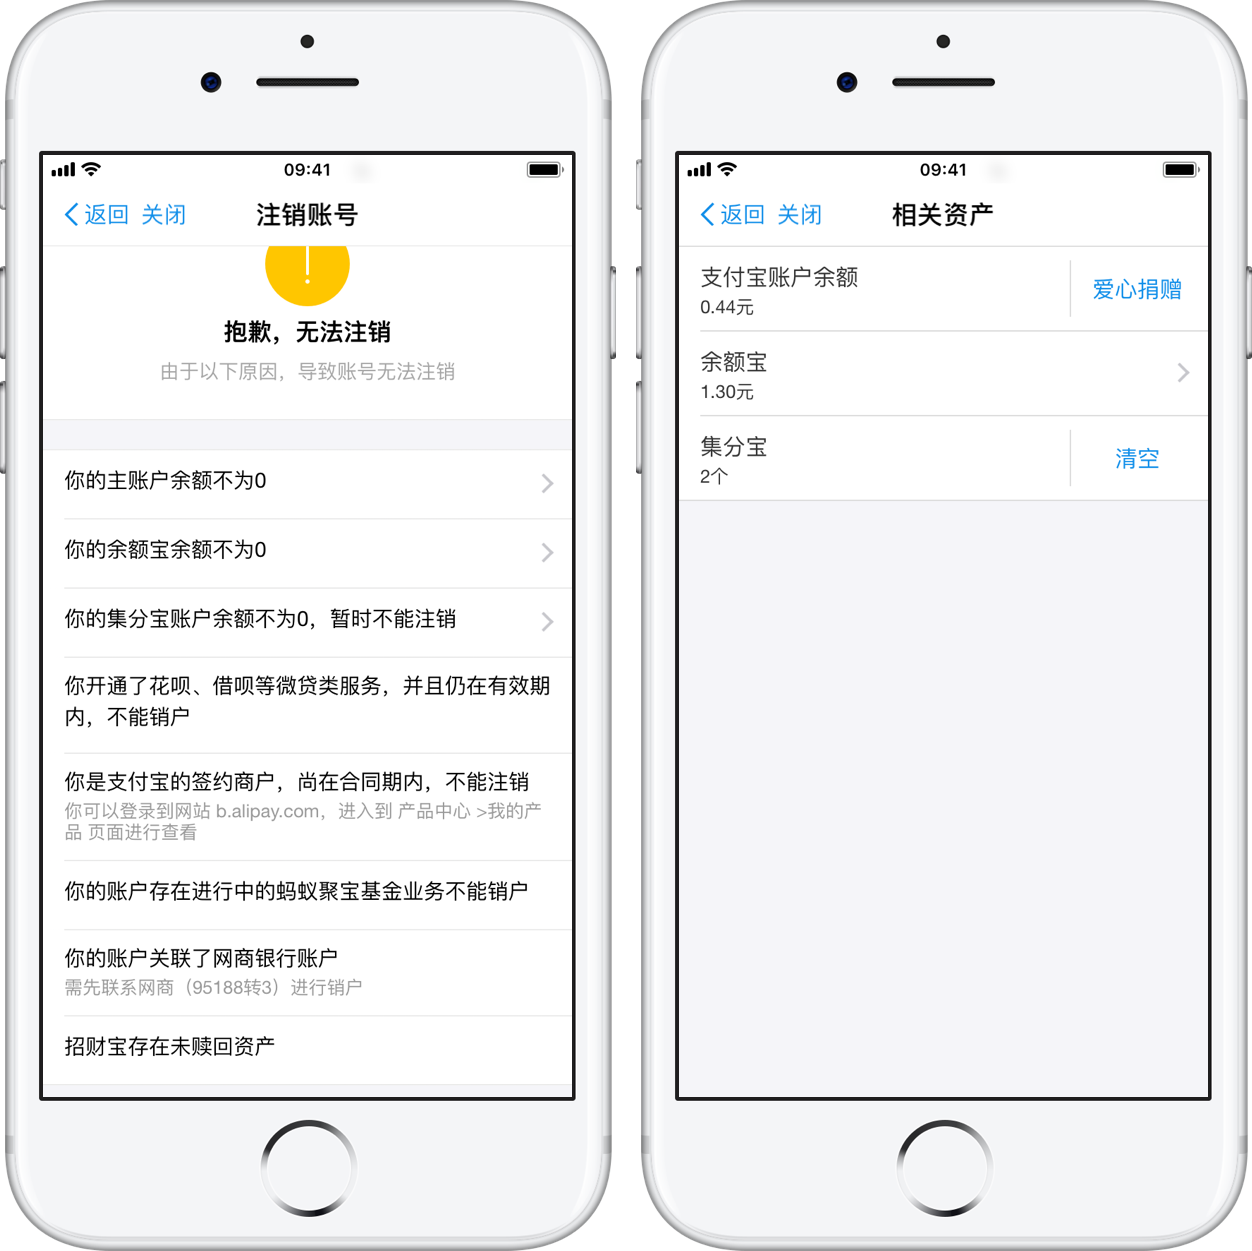 09:41
返回 关闭 注销账号
抱歉，无法注销
由于以下原因，导致账号无法注销
你的主账户余额不为0
你的余额宝余额不为0
你的集分宝账户余额不为0，暂时不能注销
你开通了花呗、借呗等微贷类服务，并且仍在有效期
内，不能销户
你是支付宝的签约商户，尚在合同期内，不能注销
你可以登录到网站 b.alipay.com，进入到 产品中心 >我的产
品 页面进行查看
你的账户存在进行中的蚂蚁聚宝基金业务不能销户
你的账户关联了网商银行账户
需先联系网商（95188转3）进行销户
招财宝存在未赎回资产
09:41
返回 关闭 相关资产
支付宝账户余额
0.44元
爱心捐赠
余额宝
1.30元
集分宝
2个
清空